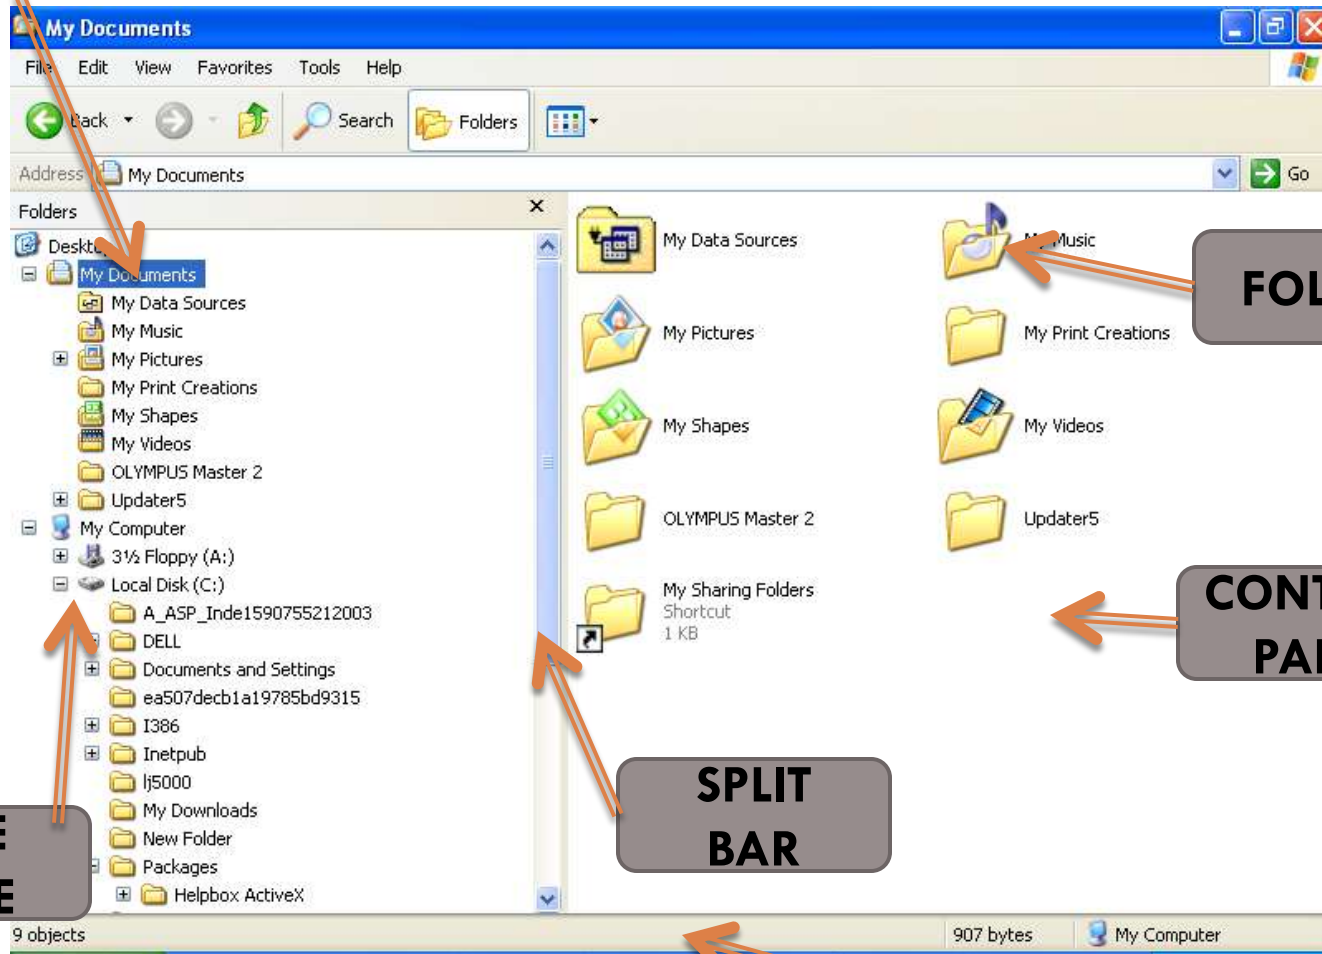 My Documents
File Edit View Favorites Tools Help
Back Search Folders
Address My Documents Go
Folders
My Documents
My Data Sources
My Music
My Pictures
My Print Creations
My Shapes
My Videos
OLYMPUS Master 2
Updater5
My Computer
3½ Floppy (A:)
Local Disk (C:)
A_ASP_Inde1590755212003
DELL
Documents and Settings
ea507decb1a19785bd9315
I386
Inetpub
lj5000
My Downloads
New Folder
Packages
Helpbox ActiveX
My Data Sources
My Music
My Pictures
My Print Creations
My Shapes
My Videos
OLYMPUS Master 2
Updater5
My Sharing Folders
Shortcut
1 KB
SPLIT
BAR
9 objects 907 bytes My Computer